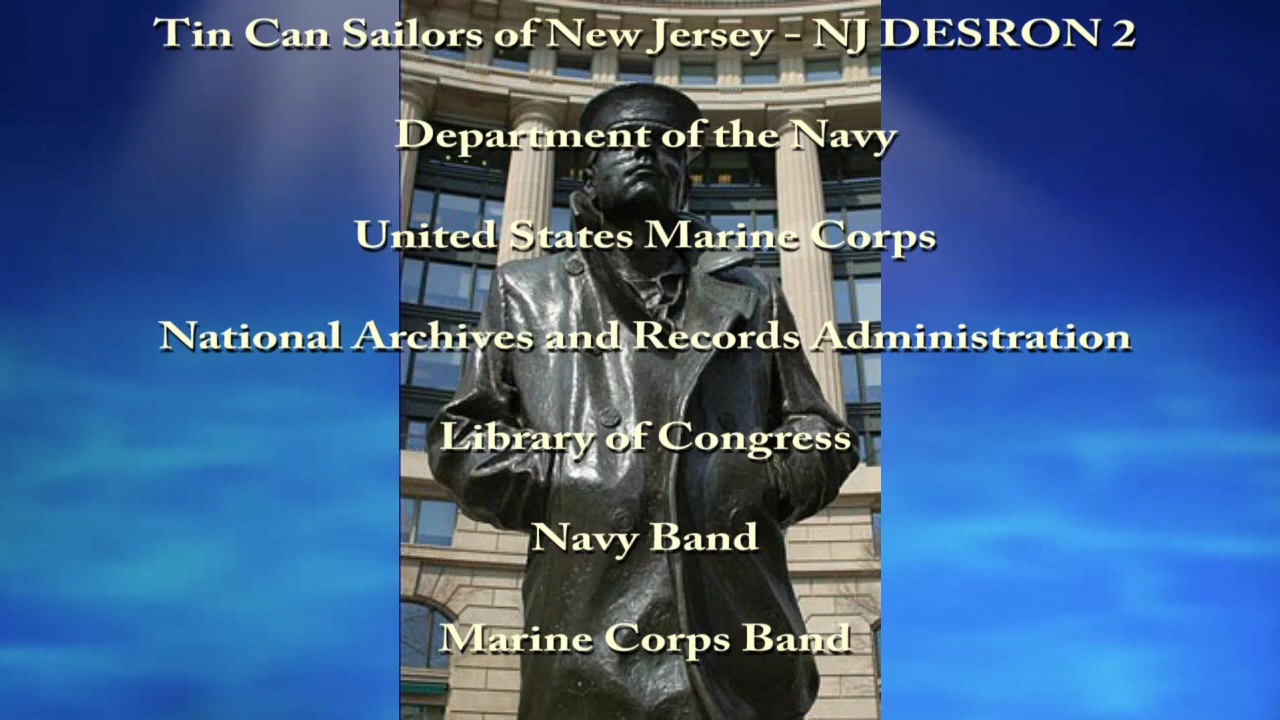 Tin Can Sailors of New Jersey - NJ DESRON 2
Department of the Navy
United States Marine Corps
National Archives and Records Administration
Library of Congress
Navy Band
Marine Corps Band